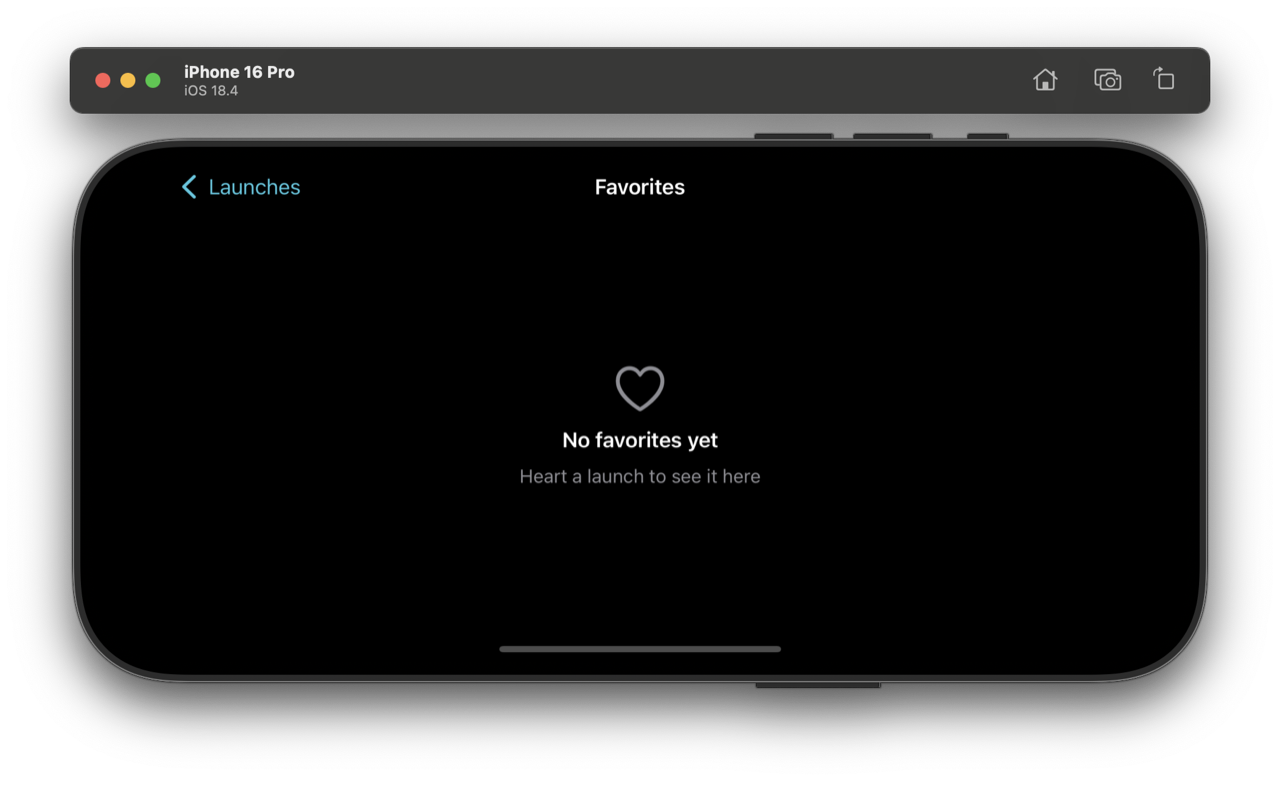 iPhone 16 Pro
iOS 18.4
Launches
Favorites
No favorites yet
Heart a launch to see it here